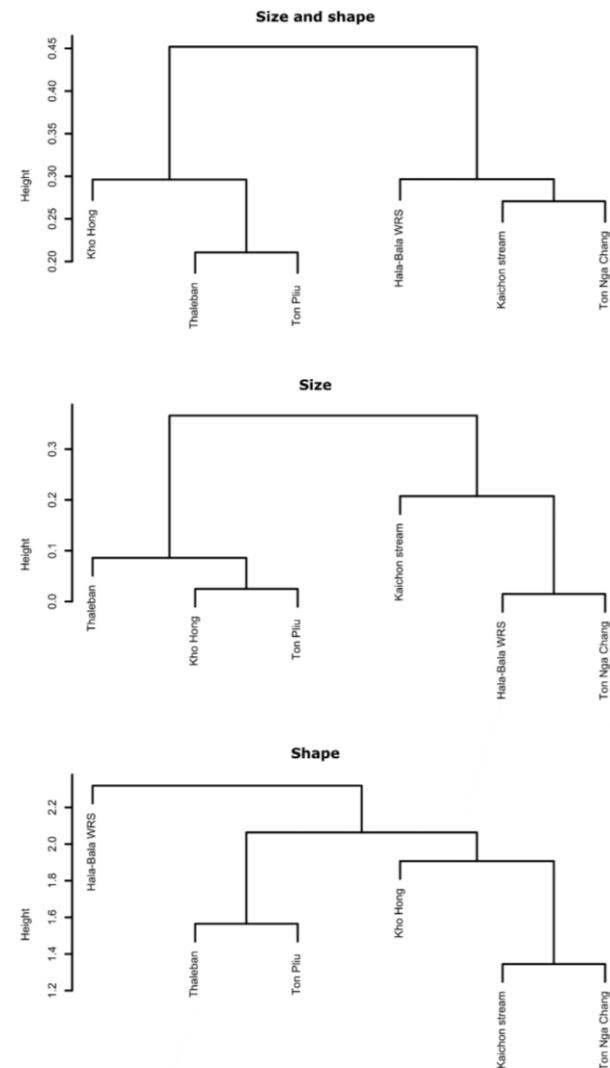 Size and shape
Height
0.45
0.40
0.35
0.30
0.25
0.20
Kho Hong
Thaleban
Ton Pliu
Hala-Bala WRS
Kaichon stream
Ton Nga Chang
Size
Height
0.3
0.2
0.1
0.0
Thaleban
Kho Hong
Ton Pliu
Kaichon stream
Hala-Bala WRS
Ton Nga Chang
Shape
Height
2.2
2.0
1.8
1.6
1.4
1.2
Hala-Bala WRS
Thaleban
Ton Pliu
Kho Hong
Kaichon stream
Ton Nga Chang